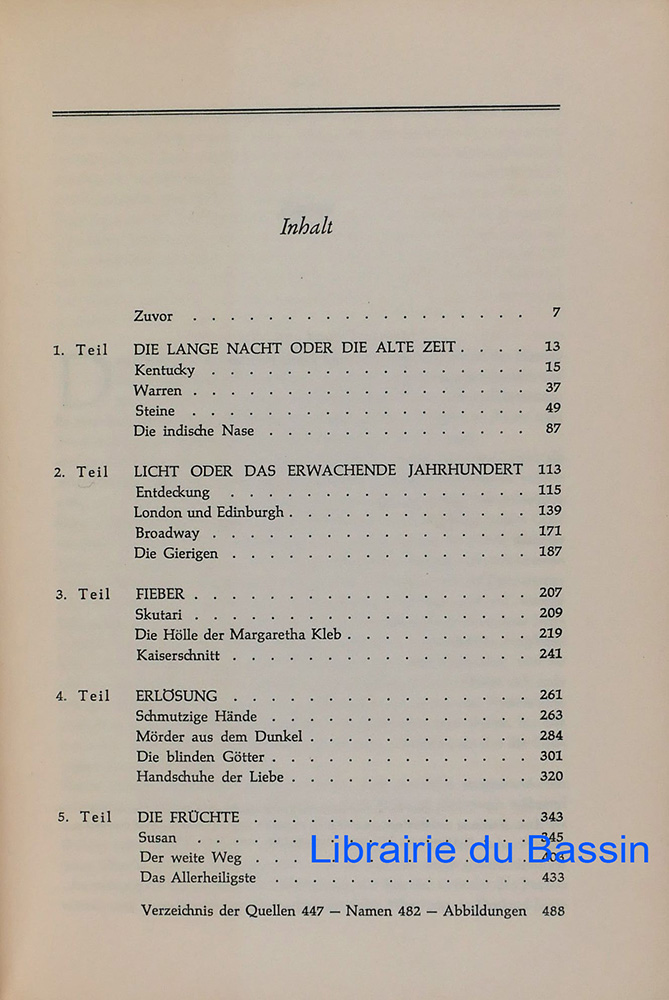 Inhalt
Zuvor . . . . . . . . . . . . . . . . . . 7
1. Teil DIE LANGE NACHT ODER DIE ALTE ZEIT . . . . 13
Kentucky . . . . . . . . . . . . . . . . . 15
Warren . . . . . . . . . . . . . . . . . . 37
Steine . . . . . . . . . . . . . . . . . . 49
Die indische Nase . . . . . . . . . . . . . . 87
2. Teil LICHT ODER DAS ERWACHENDE JAHRHUNDERT 113
Entdeckung . . . . . . . . . . . . . . . . 115
London und Edinburgh . . . . . . . . . . . . . 139
Broadway . . . . . . . . . . . . . . . . . 171
Die Gierigen . . . . . . . . . . . . . . . . 187
3. Teil FIEBER . . . . . . . . . . . . . . . . . . 207
Skutari . . . . . . . . . . . . . . . . . . 209
Die Hölle der Margaretha Kleb . . . . . . . . . . 219
Kaiserschnitt . . . . . . . . . . . . . . . . 241
4. Teil ERLÖSUNG . . . . . . . . . . . . . . . . 261
Schmutzige Hände . . . . . . . . . . . . . . 263
Mörder aus dem Dunkel . . . . . . . . . . . . 284
Die blinden Götter . . . . . . . . . . . . . . 301
Handschuhe der Liebe . . . . . . . . . . . . . 320
5. Teil DIE FRÜCHTE . . . . . . . . . . . . . . . 343
Susan . . . . . . . . . . . . . . . . . . 345
Der weite Weg . . . . . . . . . . . . . . . 403
Librairie du Bassin
Das Allerheiligste . . . . . . . . . . . . . . 433
Verzeichnis der Quellen 447 – Namen 482 – Abbildungen 488